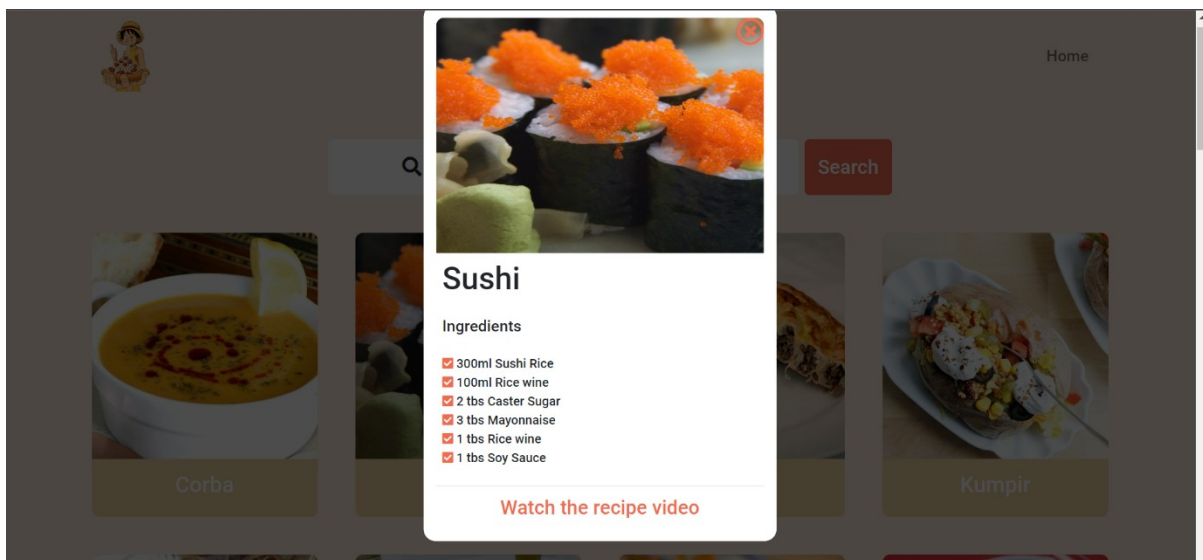 Home
Search
Sushi
Ingredients
300ml Sushi Rice
100ml Rice wine
2 tbs Caster Sugar
3 tbs Mayonnaise
1 tbs Rice wine
1 tbs Soy Sauce
Watch the recipe video
Corba
Kumpir